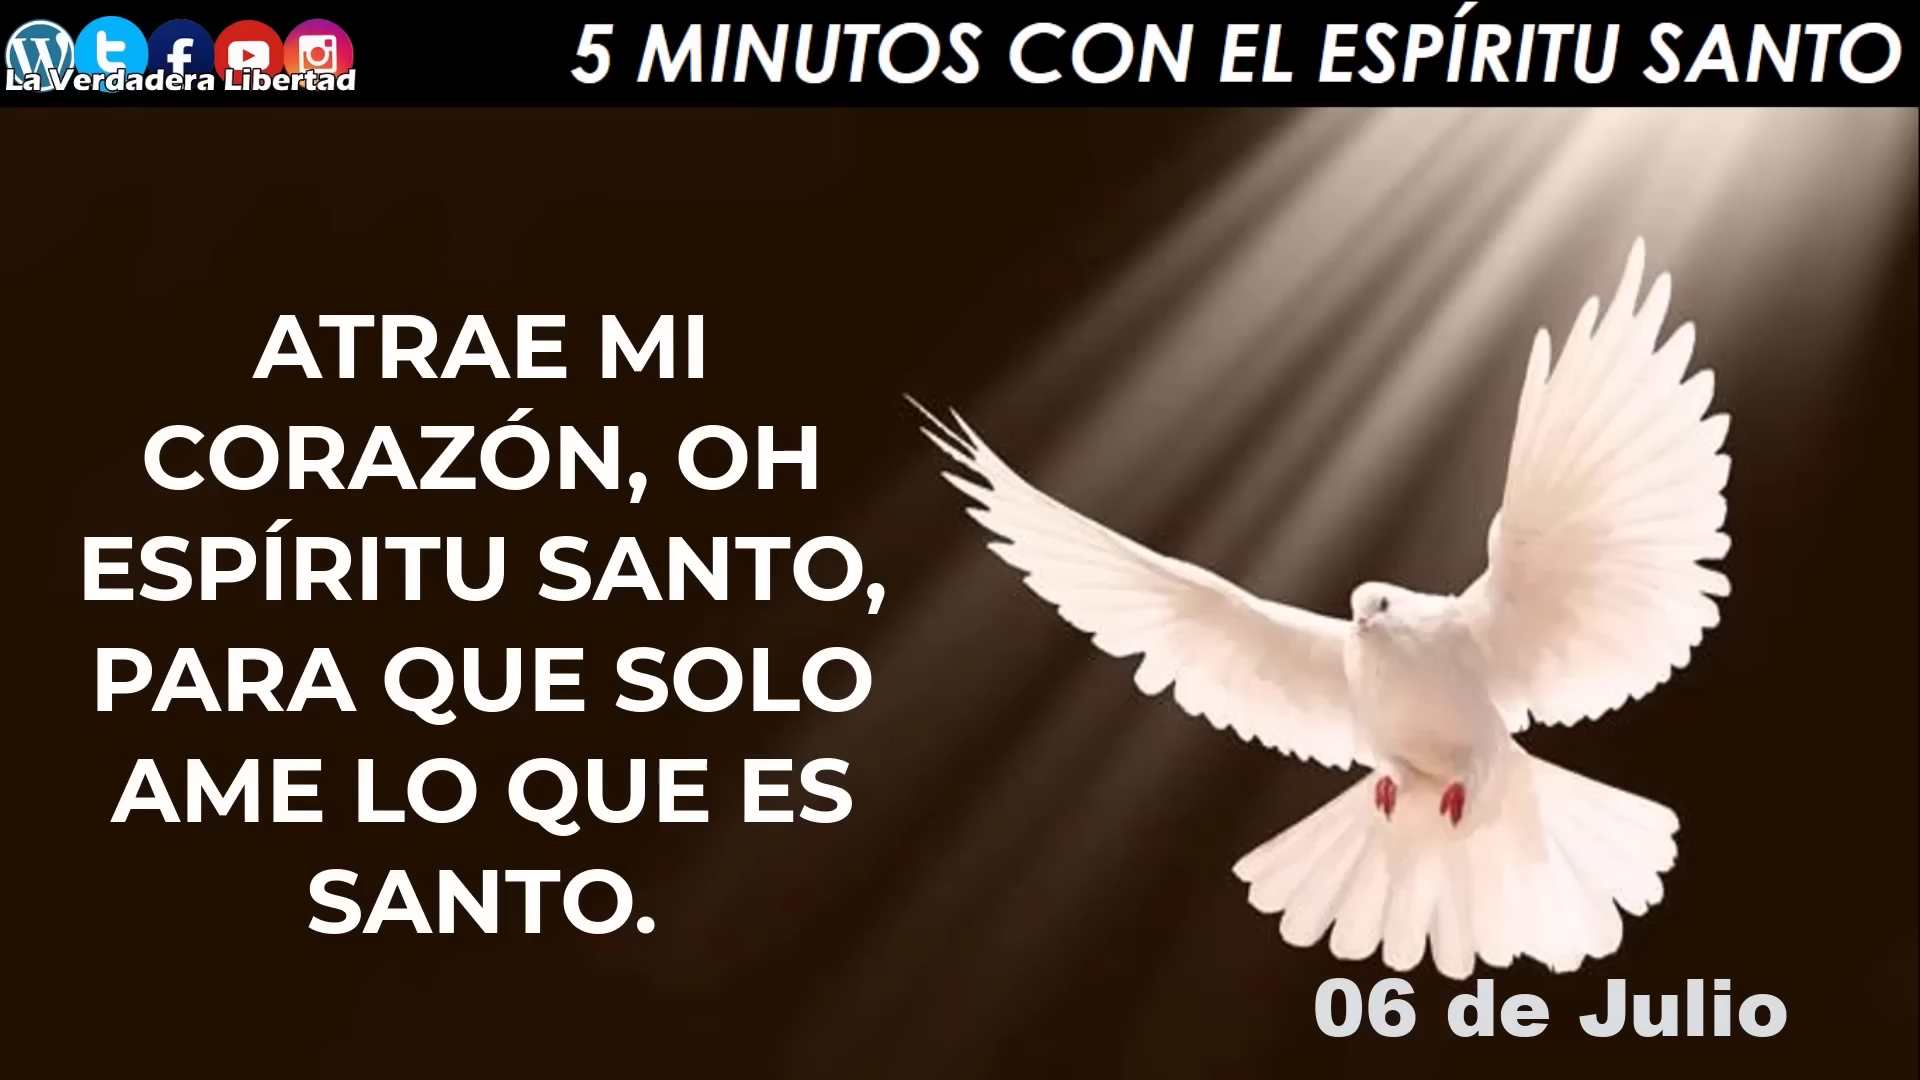 5 MINUTOS CON EL ESPÍRITU SANTO
La Verdadera Libertad
ATRAE MI
CORAZÓN, OH
ESPÍRITU SANTO,
PARA QUE SOLO
AME LO QUE ES
SANTO.
06 de Julio